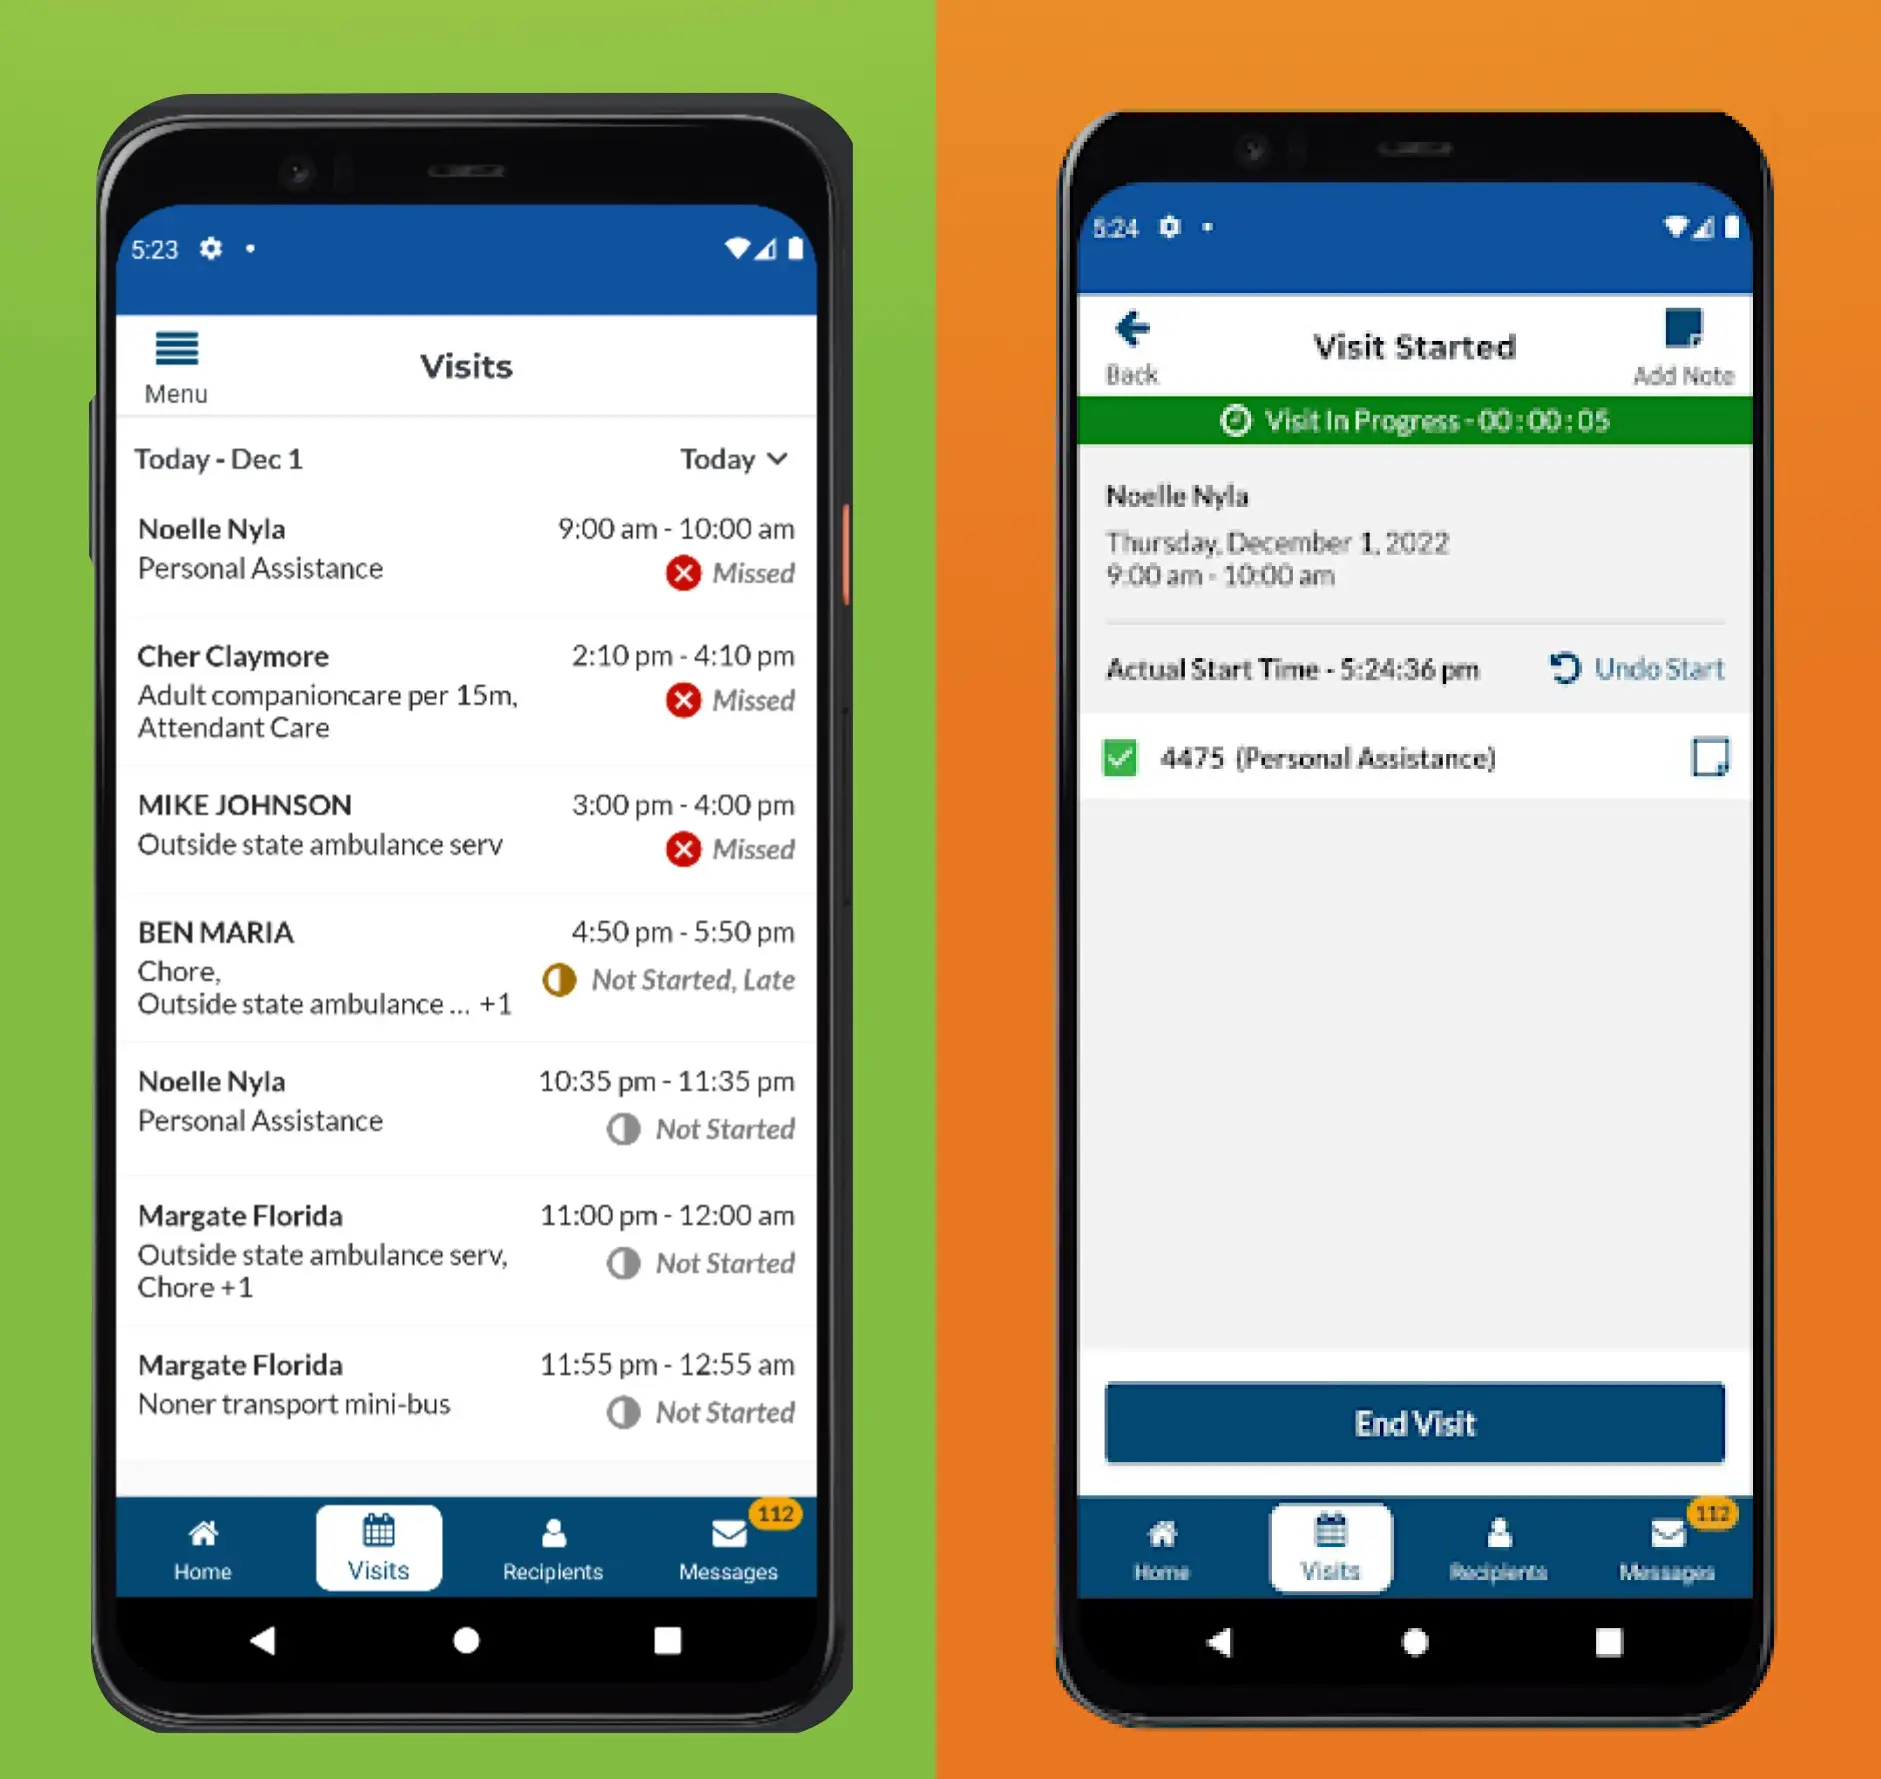 5:23
Menu
Visits
Today - Dec 1
Today
Noelle Nyla
9:00 am - 10:00 am
Personal Assistance
Missed
Cher Claymore
2:10 pm - 4:10 pm
Adult companioncare per 15m,
Attendant Care
Missed
MIKE JOHNSON
3:00 pm - 4:00 pm
Outside state ambulance serv
Missed
BEN MARIA
4:50 pm - 5:50 pm
Chore,
Outside state ambulance ... +1
Not Started, Late
Noelle Nyla
10:35 pm - 11:35 pm
Personal Assistance
Not Started
Margate Florida
11:00 pm - 12:00 am
Outside state ambulance serv,
Chore +1
Not Started
Margate Florida
11:55 pm - 12:55 am
Noner transport mini-bus
Not Started
Home
Visits
Recipients
Messages
112
5:24
Back
Visit Started
Add Note
Visit In Progress - 00 : 00 : 05
Noelle Nyla
Thursday, December 1, 2022
9:00 am - 10:00 am
Actual Start Time - 5:24:36 pm
Undo Start
4475 (Personal Assistance)
End Visit
Home
Visits
Recipients
Messages
112